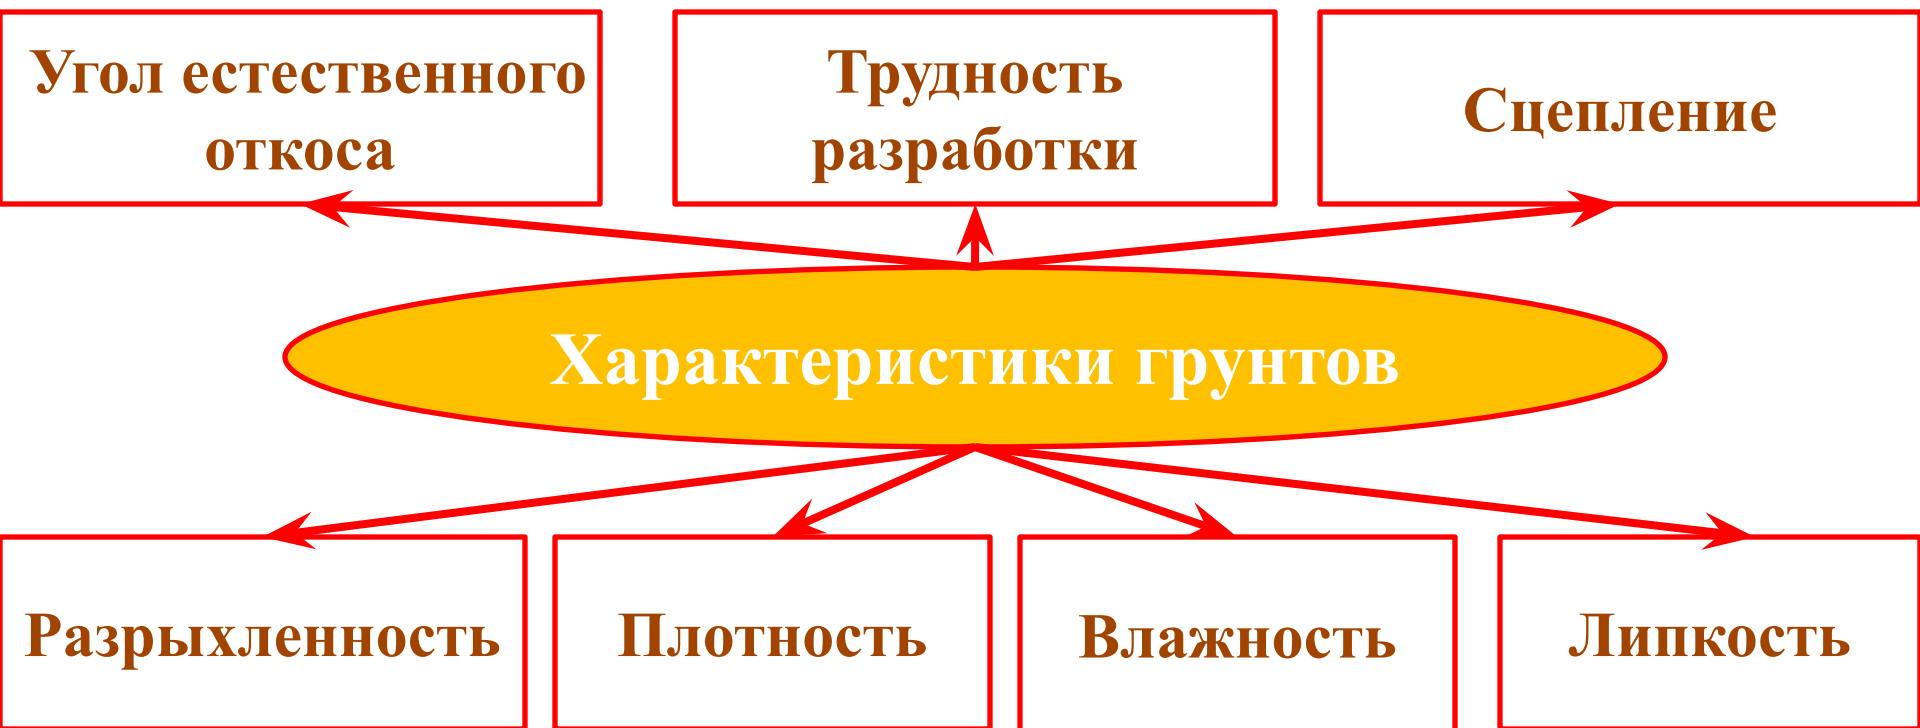 Угол естественного
откоса
Трудность
разработки
Сцепление
Характеристики грунтов
Разрыхленность
Плотность
Влажность
Липкость